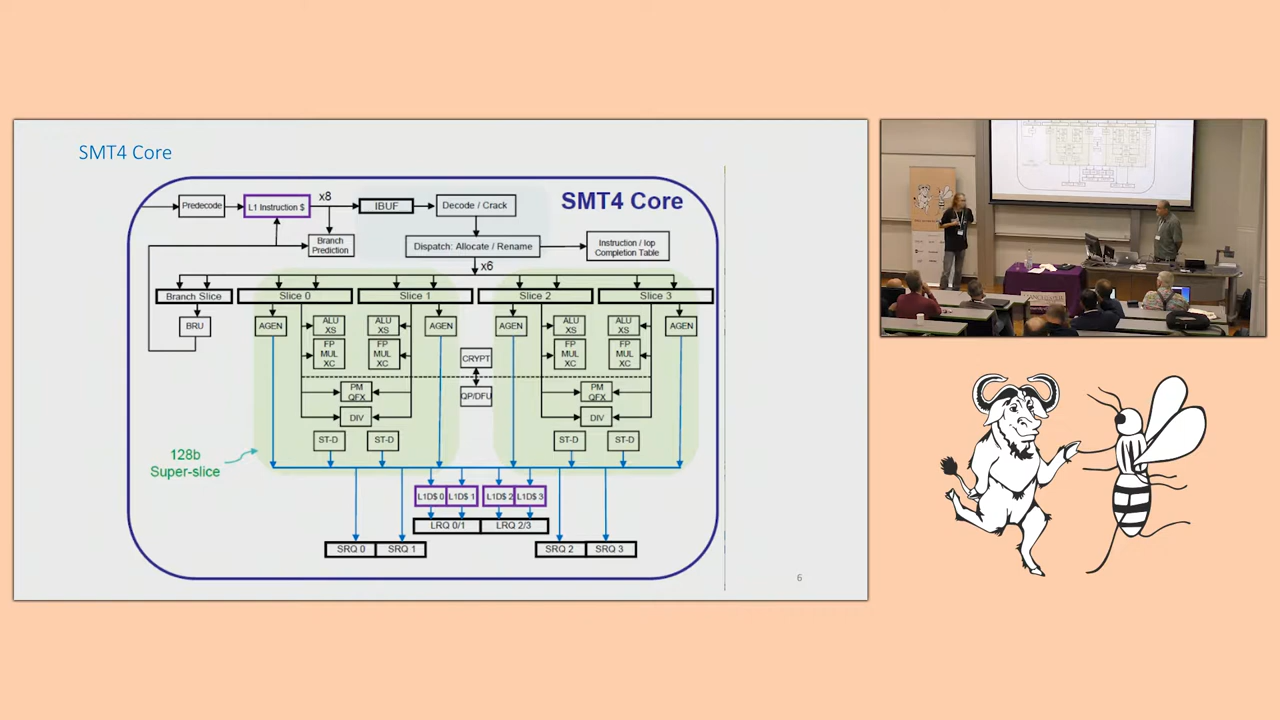 SMT4 Core
SMT4 Core
Predecode
L1 Instruction $
x8
IBUF
Decode / Crack
Branch
Prediction
Dispatch: Allocate / Rename
Instruction / Iop
Completion Table
x6
Branch Slice
Slice 0
Slice 1
Slice 2
Slice 3
BRU
AGEN
ALU
XS
ALU
XS
AGEN
AGEN
ALU
XS
ALU
XS
AGEN
FP
MUL
XC
FP
MUL
XC
CRYPT
FP
MUL
XC
FP
MUL
XC
PM
QFX
QP/DFU
PM
QFX
DIV
DIV
ST-D
ST-D
ST-D
ST-D
128b
Super-slice
L1D$ 0
L1D$ 1
L1D$ 2
L1D$ 3
LRQ 0/1
LRQ 2/3
SRQ 0
SRQ 1
SRQ 2
SRQ 3
6